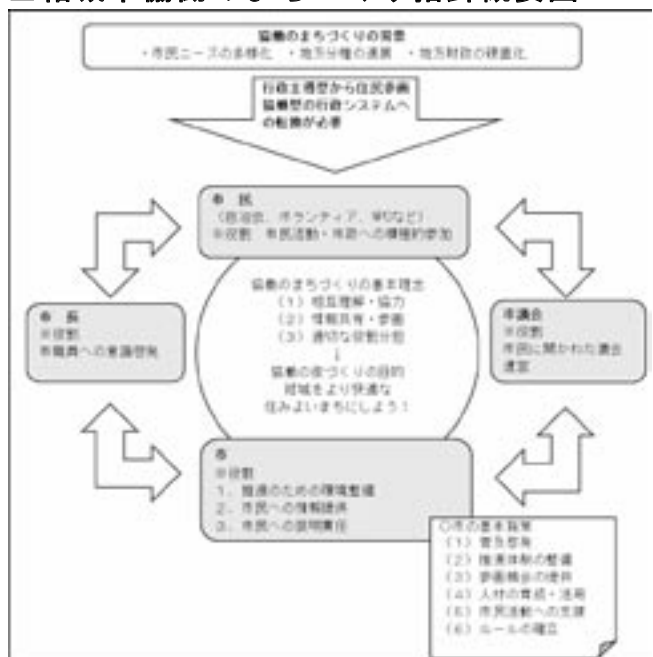 協働のまちづくりの背景
・市民ニーズの多様化 ・地方分権の進展 ・地方財政の硬直化
行政主導型から住民参画
協働型の行政システムへ
の転換が必要
市 民
(自治会、ボランティア、NPOなど)
※役割 市民活動・市政への積極的参加
協働のまちづくりの基本理念
(1)相互理解・協力
(2)情報共有・参画
(3)適切な役割分担
↓
協働の街づくりの目的
結城をより快適な
住みよいまちにしよう!
市 長
※役割
市職員への意識啓発
市議会
※役割
市民に開かれた議会
運営
市
※役割
1.推進のための環境整備
2.市民への情報提供
3.市民への説明責任
○市の基本施策
(1)普及啓発
(2)推進体制の整備
(3)参画機会の提供
(4)人材の育成・活用
(5)市民活動への支援
(6)ルールの確立